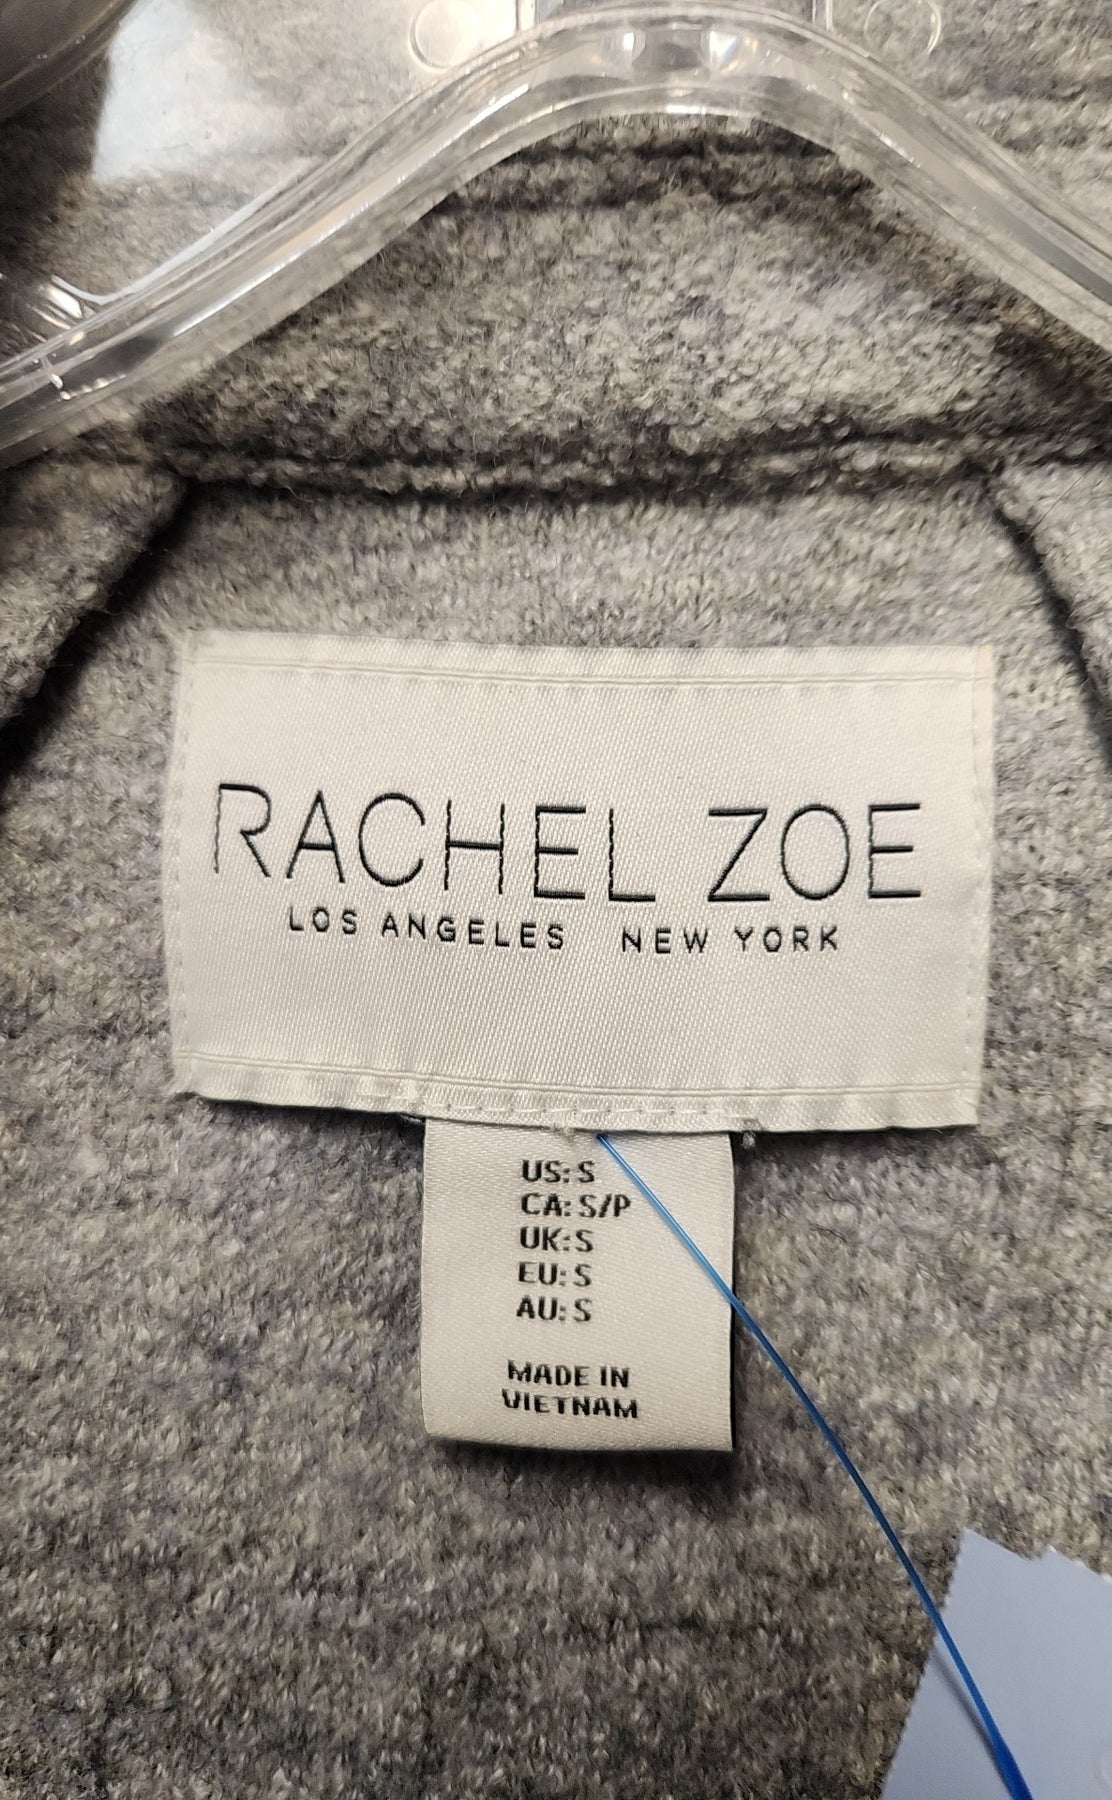 RACHEL ZOE
LOS ANGELES NEW YORK
US: S
CA: S/P
UK: S
EU: S
AU: S
MADE IN
VIETNAM